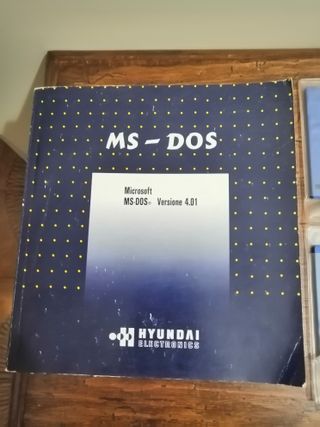 MS - DOS
Microsoft
MS-DOS® Versione 4.01
HYUNDAI
ELECTRONICS